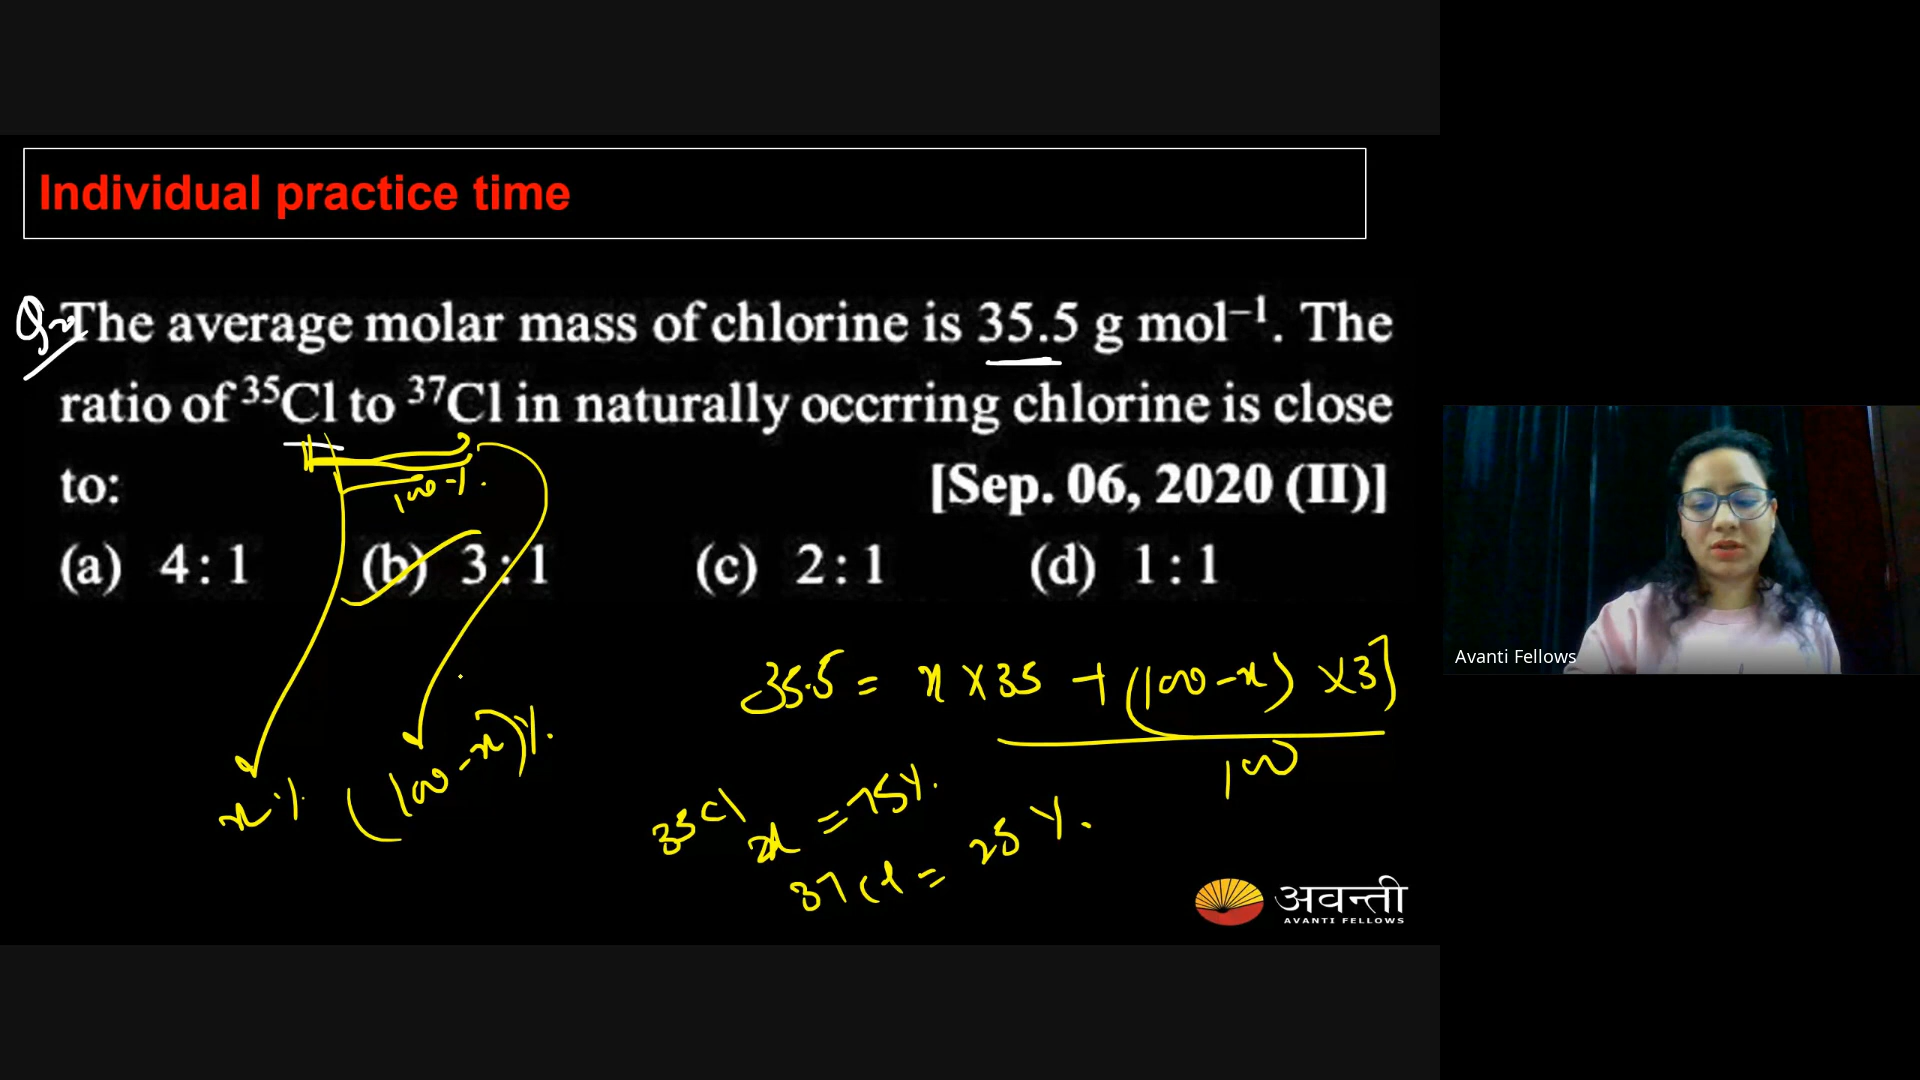 Individual practice time
Q The average molar mass of chlorine is 35.5 g mol⁻¹. The
ratio of ³⁵Cl to ³⁷Cl in naturally occrring chlorine is close
to: [Sep. 06, 2020 (II)]
100%.
(a) 4 : 1 (b) 3 : 1 (c) 2 : 1 (d) 1 : 1
35.5 = x × 35 + (100 - x) × 37
100
x% (100 - x)%.
35Cl x = 75%.
37Cl = 25%.
अवन्ती
AVANTI FELLOWS
Avanti Fellows